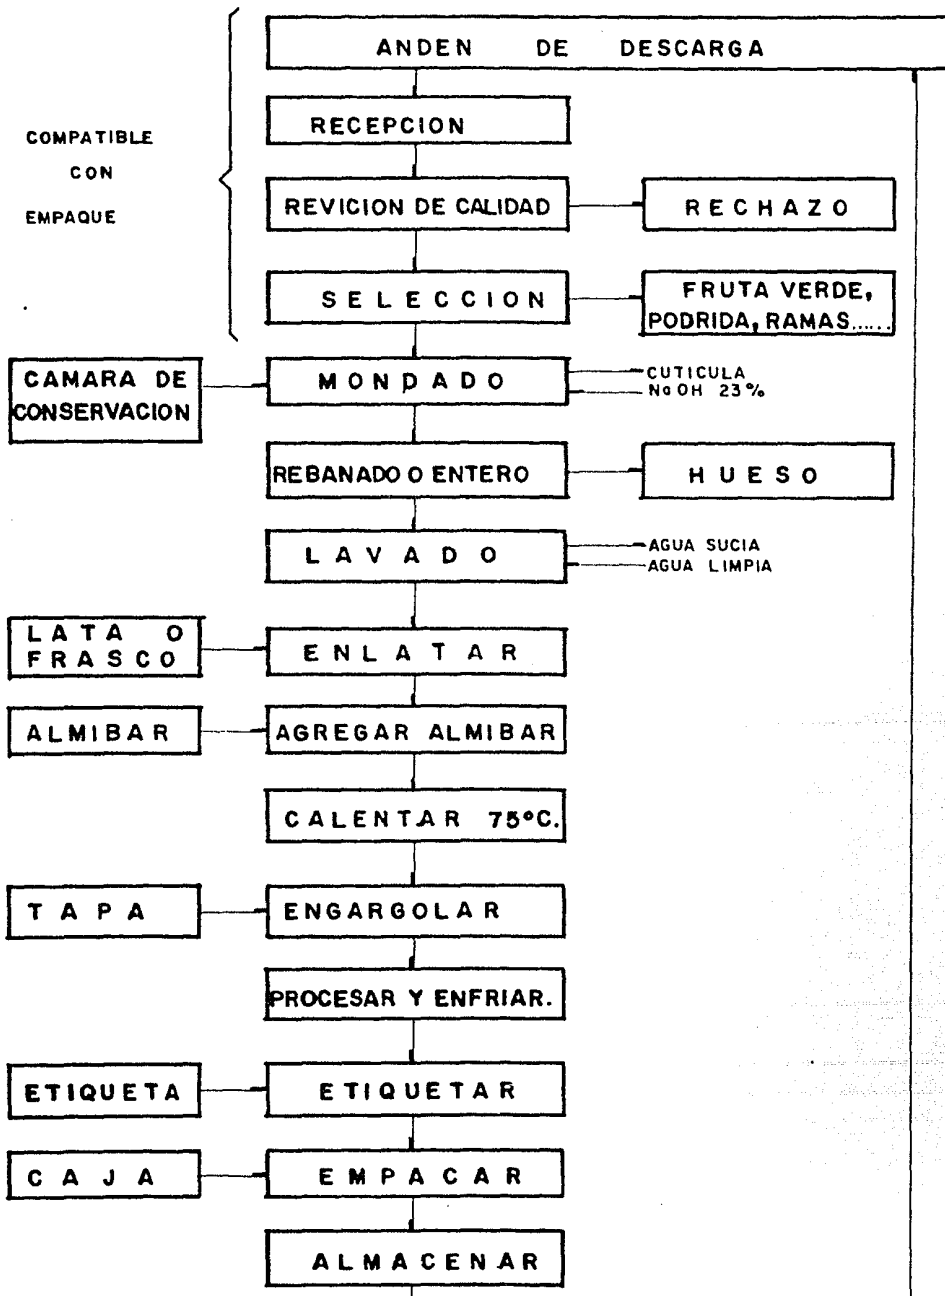 ANDEN DE DESCARGA
COMPATIBLE
CON
EMPAQUE
RECEPCION
REVICION DE CALIDAD
RECHAZO
SELECCION
FRUTA VERDE,
PODRIDA, RAMAS.....
CAMARA DE
CONSERVACION
MONDADO
CUTICULA
NaOH 23%
REBANADO O ENTERO
HUESO
LAVADO
AGUA SUCIA
AGUA LIMPIA
LATA O
FRASCO
ENLATAR
ALMIBAR
AGREGAR ALMIBAR
CALENTAR 75°C.
TAPA
ENGARGOLAR
PROCESAR Y ENFRIAR.
ETIQUETA
ETIQUETAR
CAJA
EMPACAR
ALMACENAR